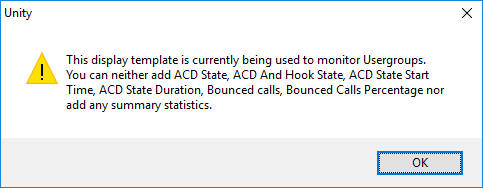 Unity
This display template is currently being used to monitor Usergroups.
You can neither add ACD State, ACD And Hook State, ACD State Start
Time, ACD State Duration, Bounced calls, Bounced Calls Percentage nor
add any summary statistics.
OK